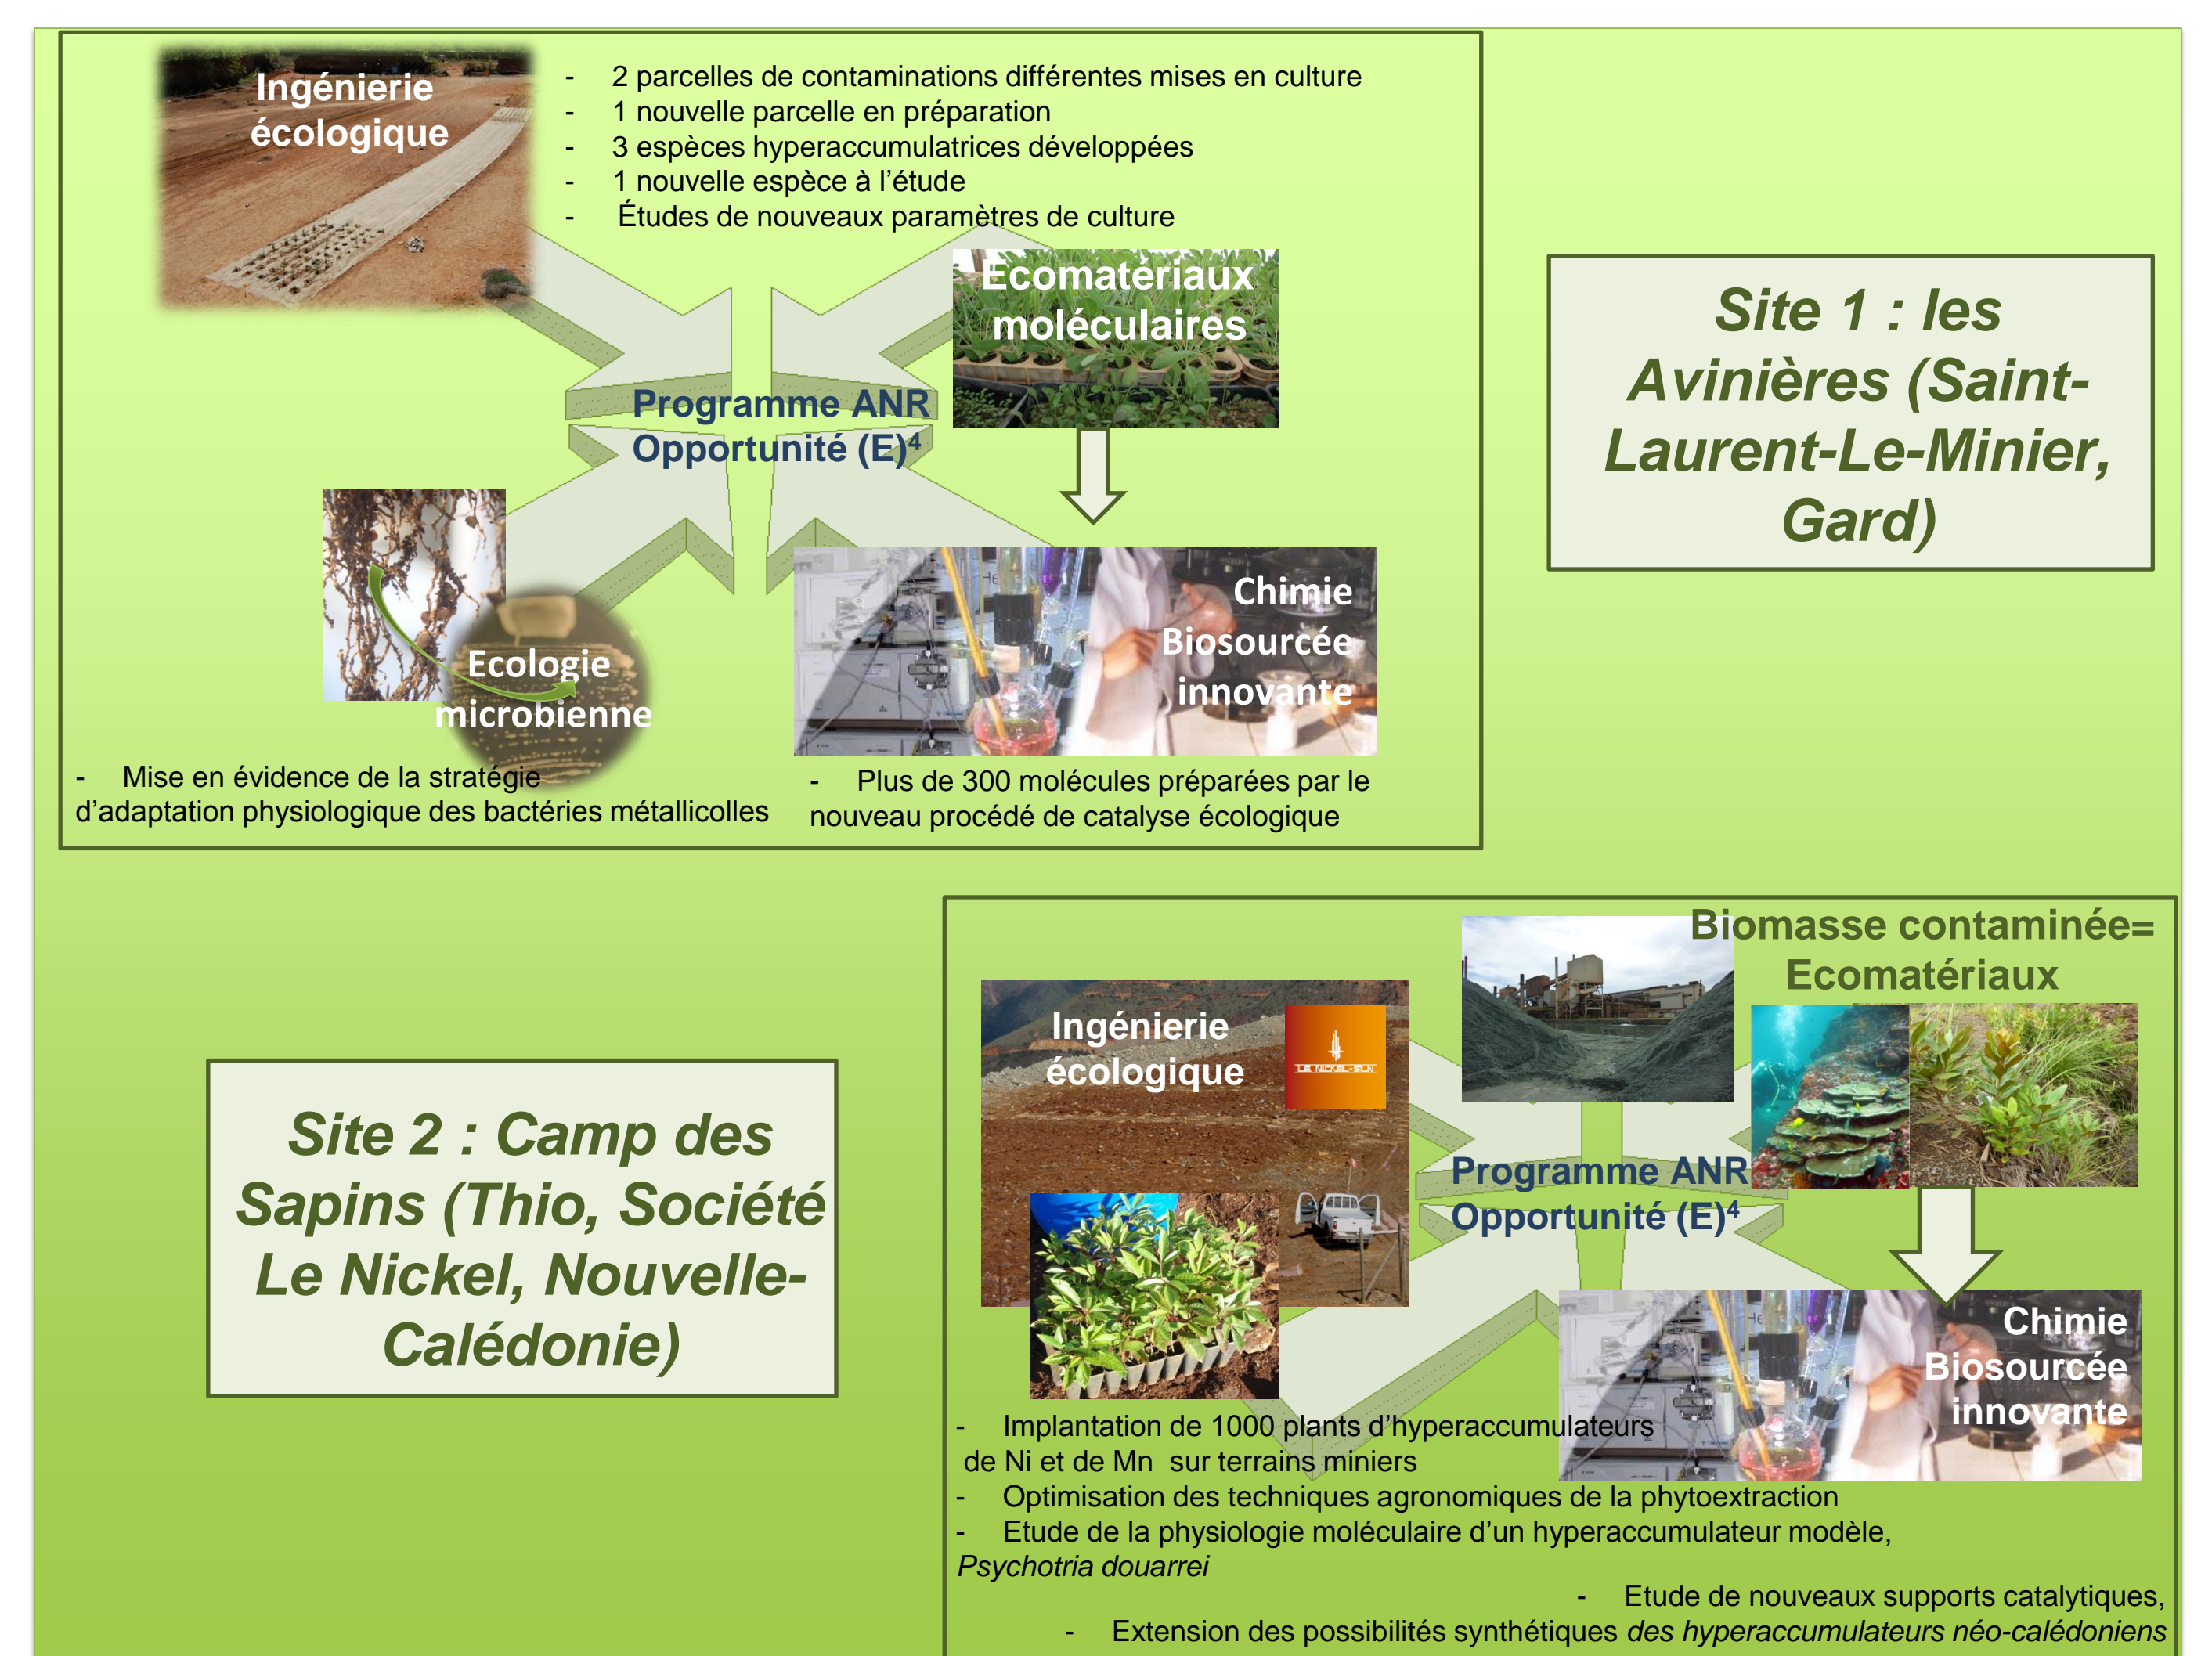 Ingénierie
écologique
- 2 parcelles de contaminations différentes mises en culture
- 1 nouvelle parcelle en préparation
- 3 espèces hyperaccumulatrices développées
- 1 nouvelle espèce à l’étude
- Études de nouveaux paramètres de culture
Ecomatériaux
moléculaires
Programme ANR
Opportunité (E)⁴
Ecologie
microbienne
Chimie
Biosourcée
innovante
- Mise en évidence de la stratégie
d’adaptation physiologique des bactéries métallicolles
- Plus de 300 molécules préparées par le
nouveau procédé de catalyse écologique
Site 1 : les
Avinières (Saint-
Laurent-Le-Minier,
Gard)
Site 2 : Camp des
Sapins (Thio, Société
Le Nickel, Nouvelle-
Calédonie)
Biomasse contaminée=
Ecomatériaux
Ingénierie
écologique
LE NICKEL-SLN
Programme ANR
Opportunité (E)⁴
Chimie
Biosourcée
innovante
- Implantation de 1000 plants d’hyperaccumulateurs
de Ni et de Mn sur terrains miniers
- Optimisation des techniques agronomiques de la phytoextraction
- Etude de la physiologie moléculaire d’un hyperaccumulateur modèle,
Psychotria douarrei
- Etude de nouveaux supports catalytiques,
- Extension des possibilités synthétiques des hyperaccumulateurs néo-calédoniens